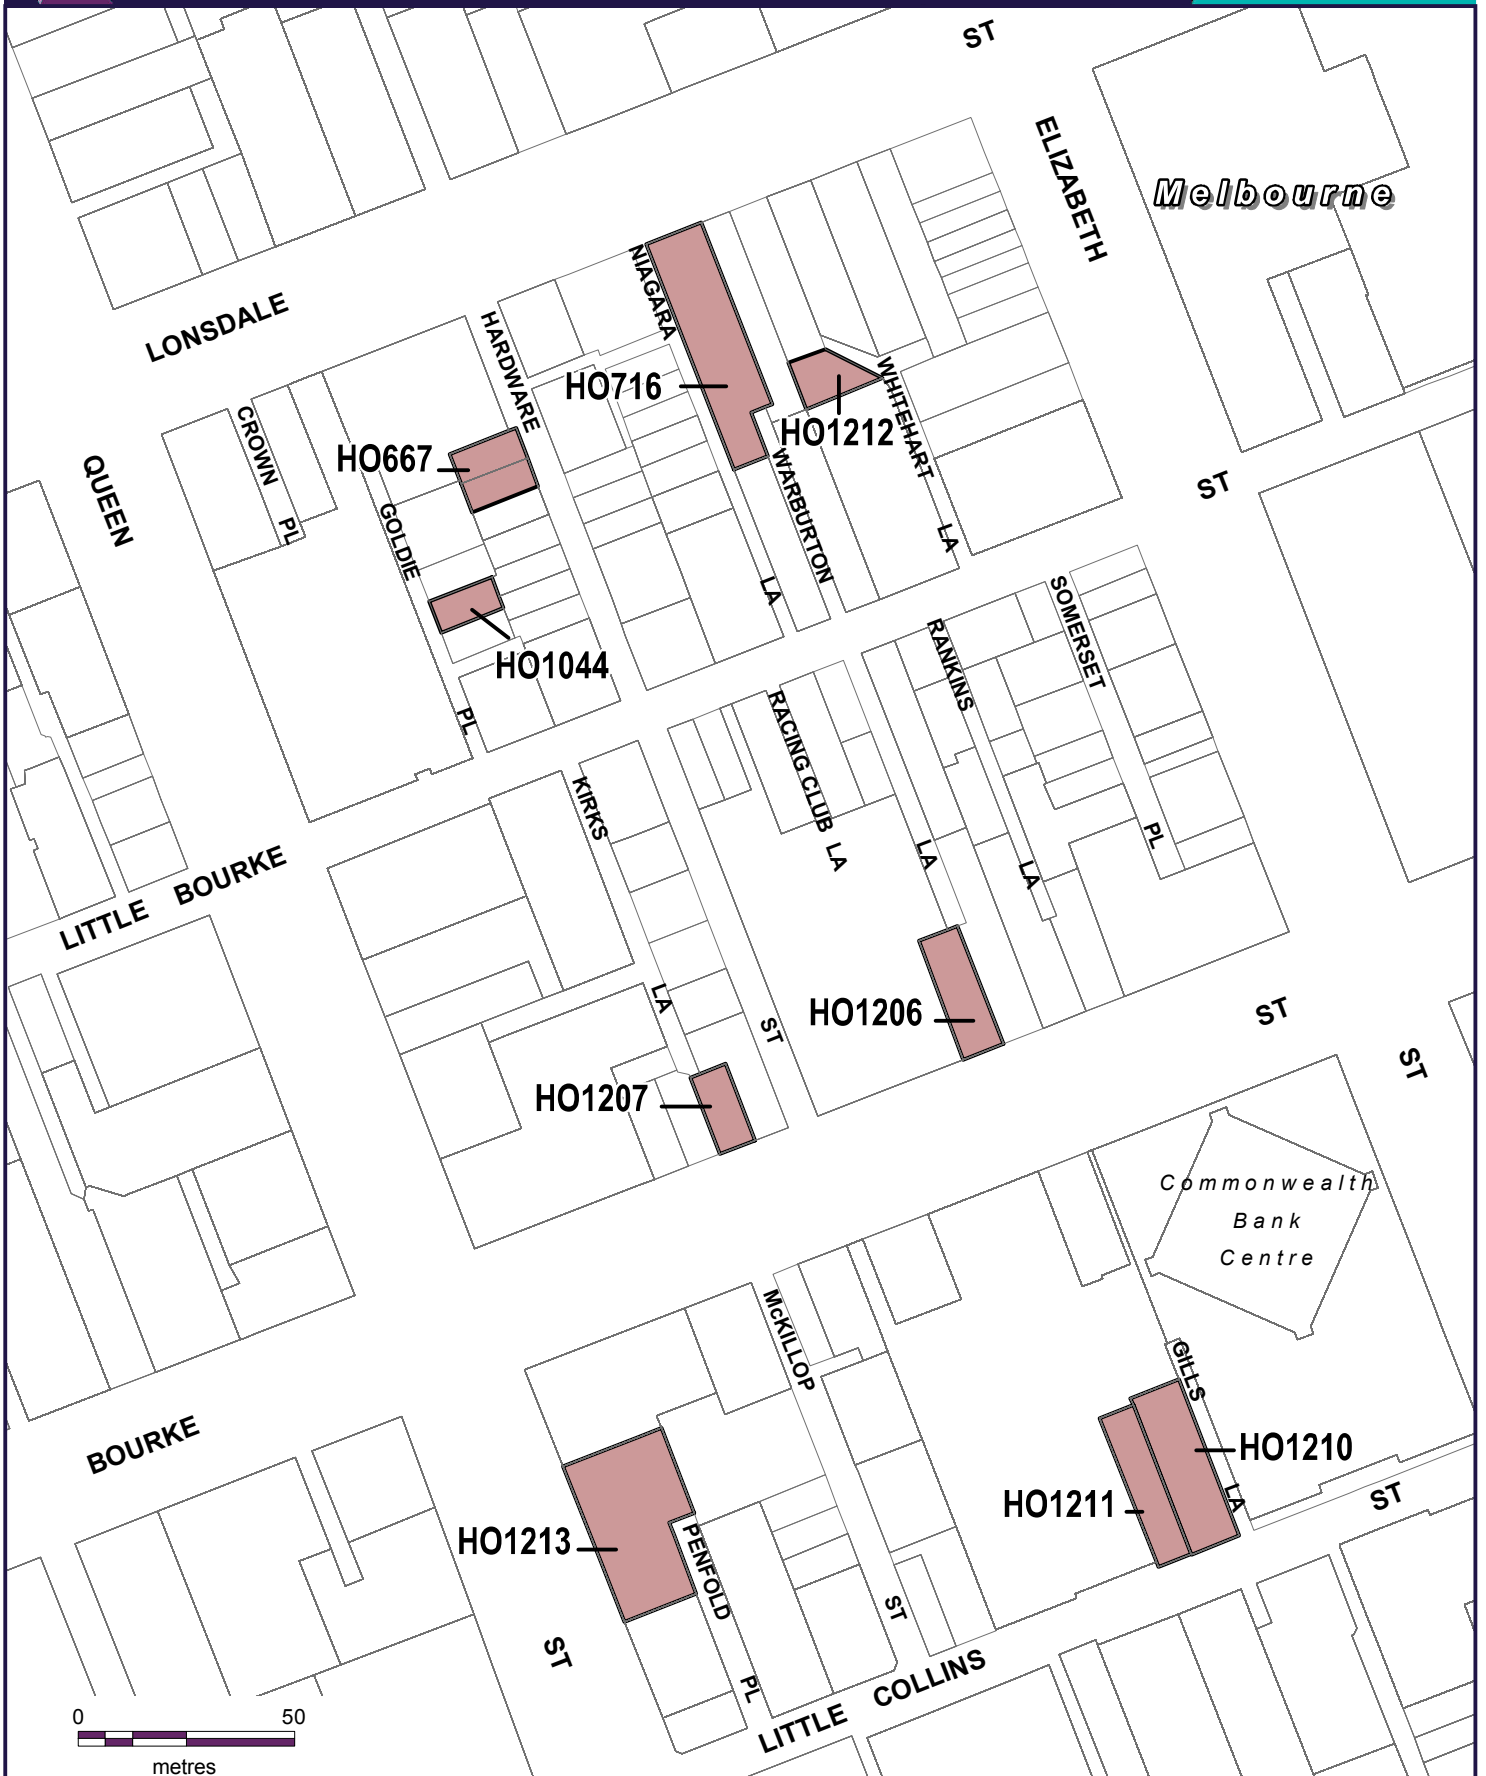 ST
ELIZABETH
Melbourne
LONSDALE
NIAGARA
HARDWARE
HO716
WHITEHART
HO1212
CROWN
HO667
QUEEN
WARBURTON
ST
GOLDIE
PL
LA
LA
SOMERSET
HO1044
RANKINS
PL
RACING CLUB
KIRKS
LA
LA
LA
PL
LITTLE BOURKE
LA
ST
HO1206
ST
ST
HO1207
Commonwealth
Bank
Centre
McKILLOP
GILLS
BOURKE
HO1210
HO1211
LA
ST
HO1213
PENFOLD
ST
ST
PL
LITTLE COLLINS
0 50
metres